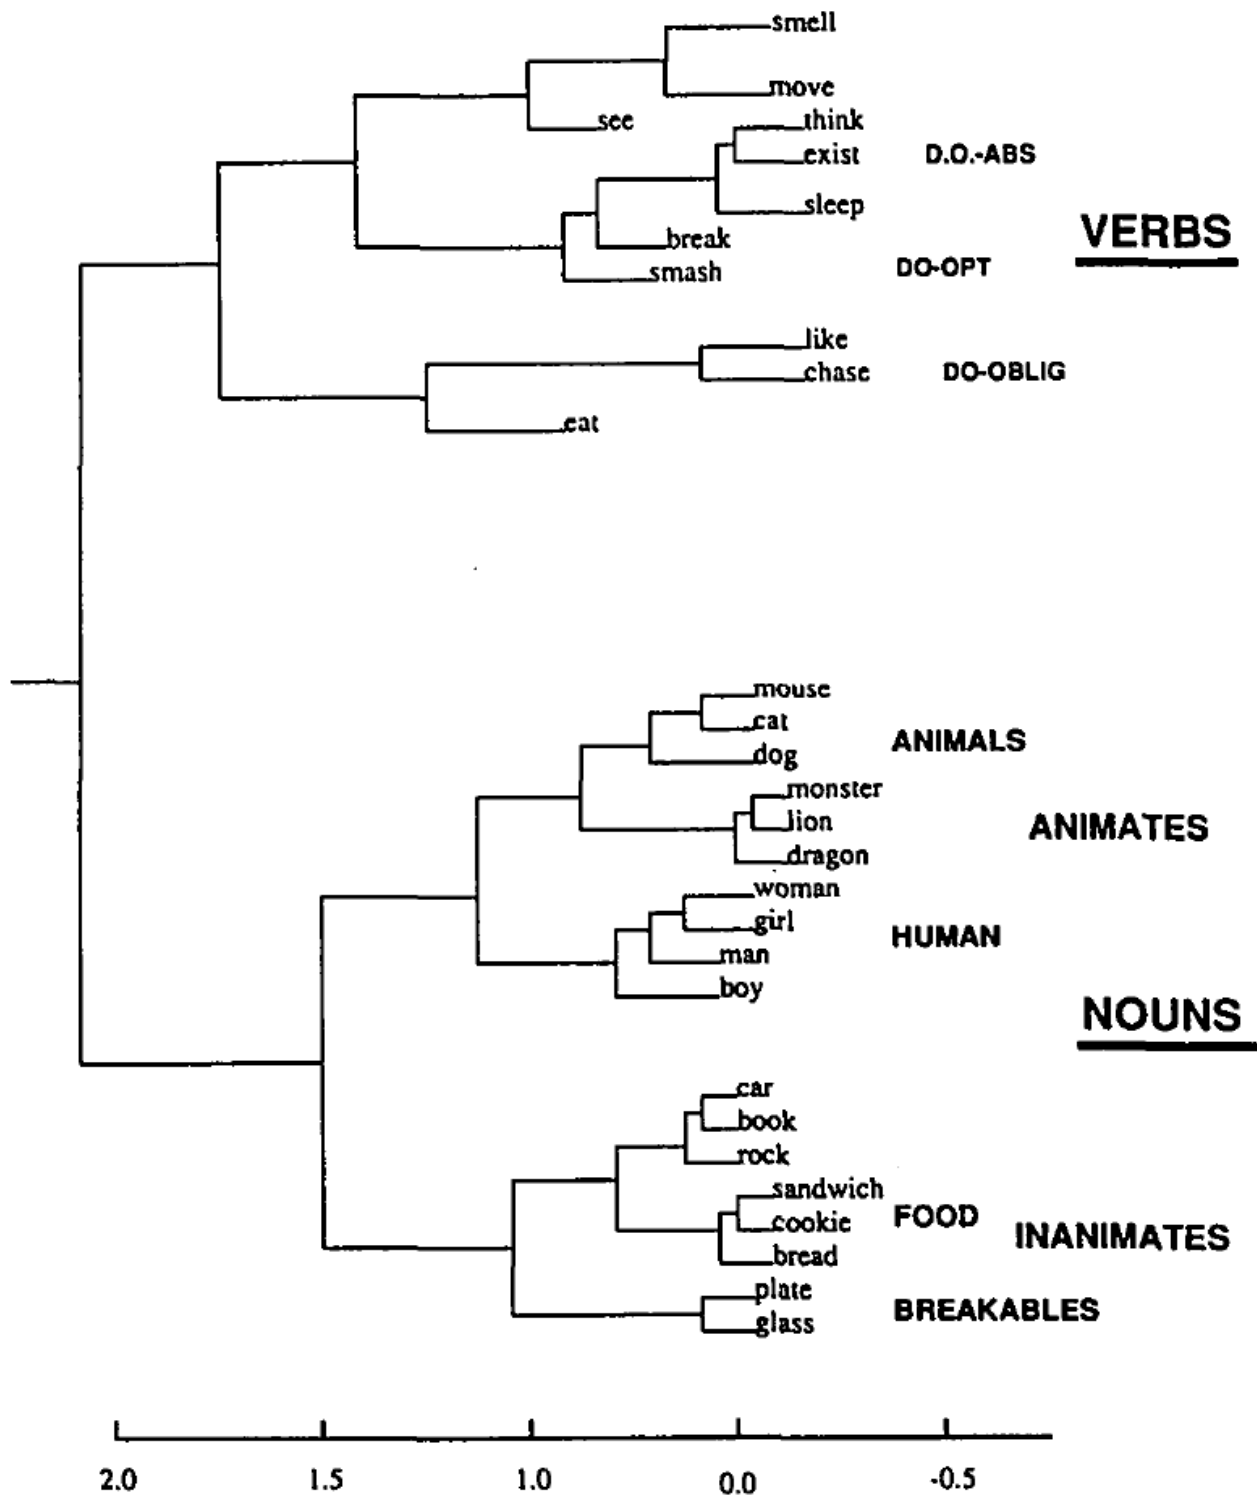 smell
move
see
think
exist
D.O.-ABS
sleep
VERBS
break
smash
DO-OPT
like
chase
DO-OBLIG
eat
mouse
cat
ANIMALS
dog
monster
lion
ANIMATES
dragon
woman
girl
HUMAN
man
boy
NOUNS
car
book
rock
sandwich
cookie
FOOD
INANIMATES
bread
plate
BREAKABLES
glass
2.0 1.5 1.0 0.0 -0.5